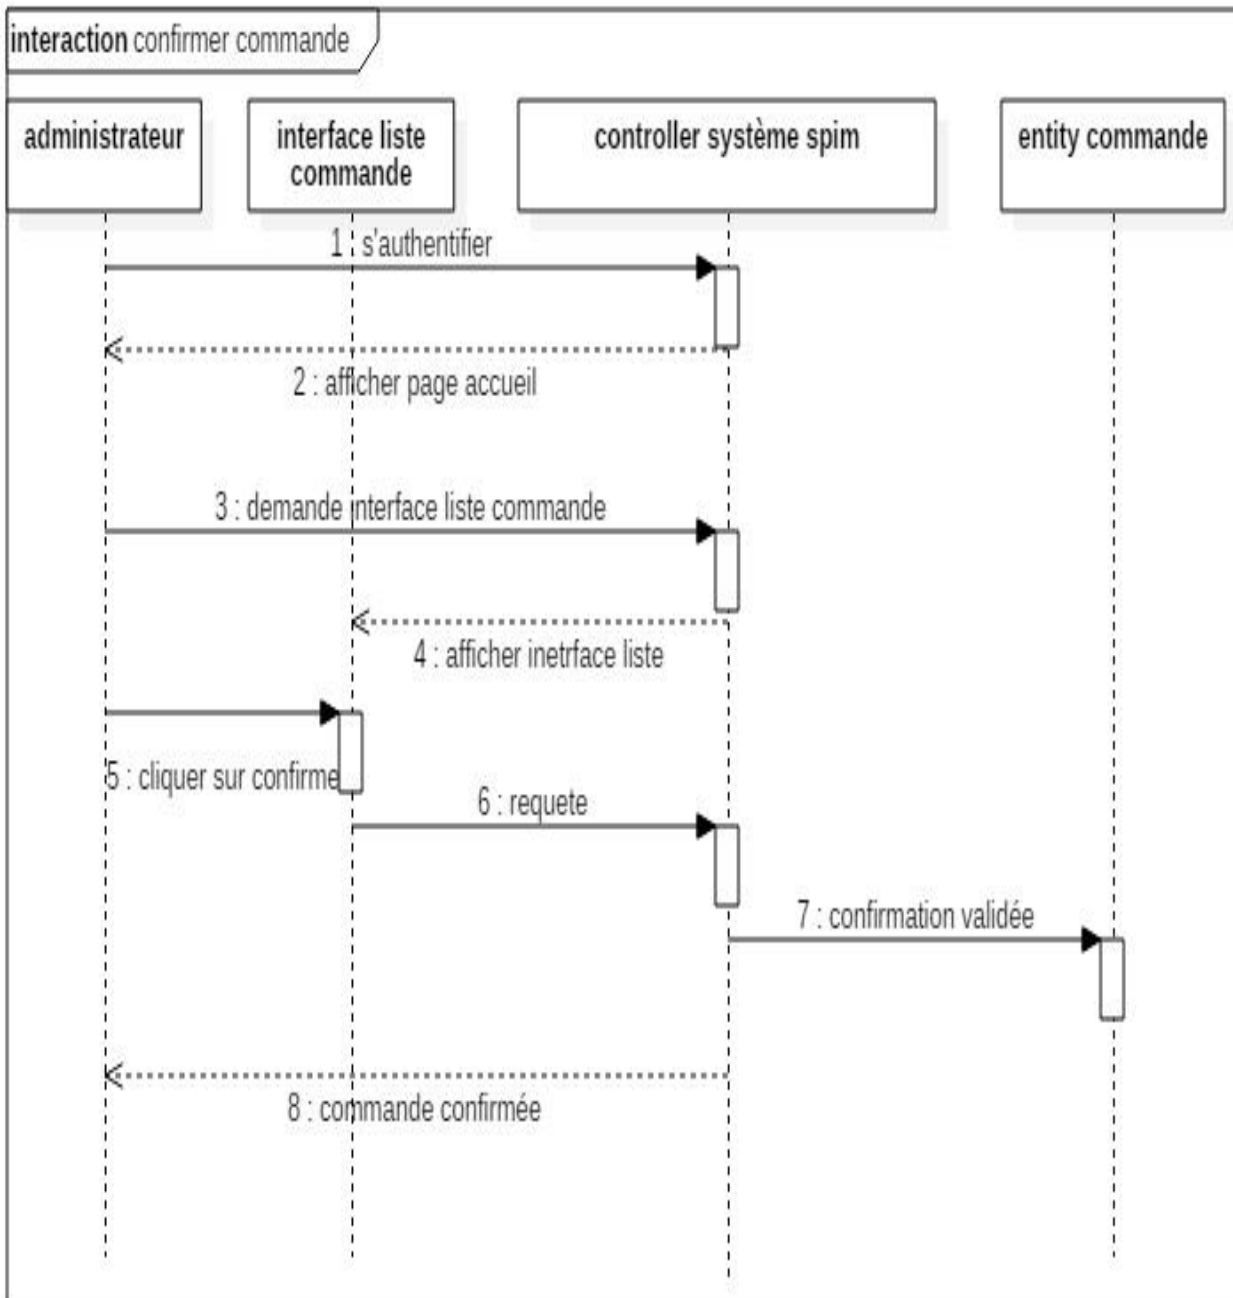 interaction confirmer commande
administrateur
interface liste
commande
controller système spim
entity commande
1 : s'authentifier
2 : afficher page accueil
3 : demande interface liste commande
4 : afficher inetrface liste
5 : cliquer sur confirme
6 : requete
7 : confirmation validée
8 : commande confirmée